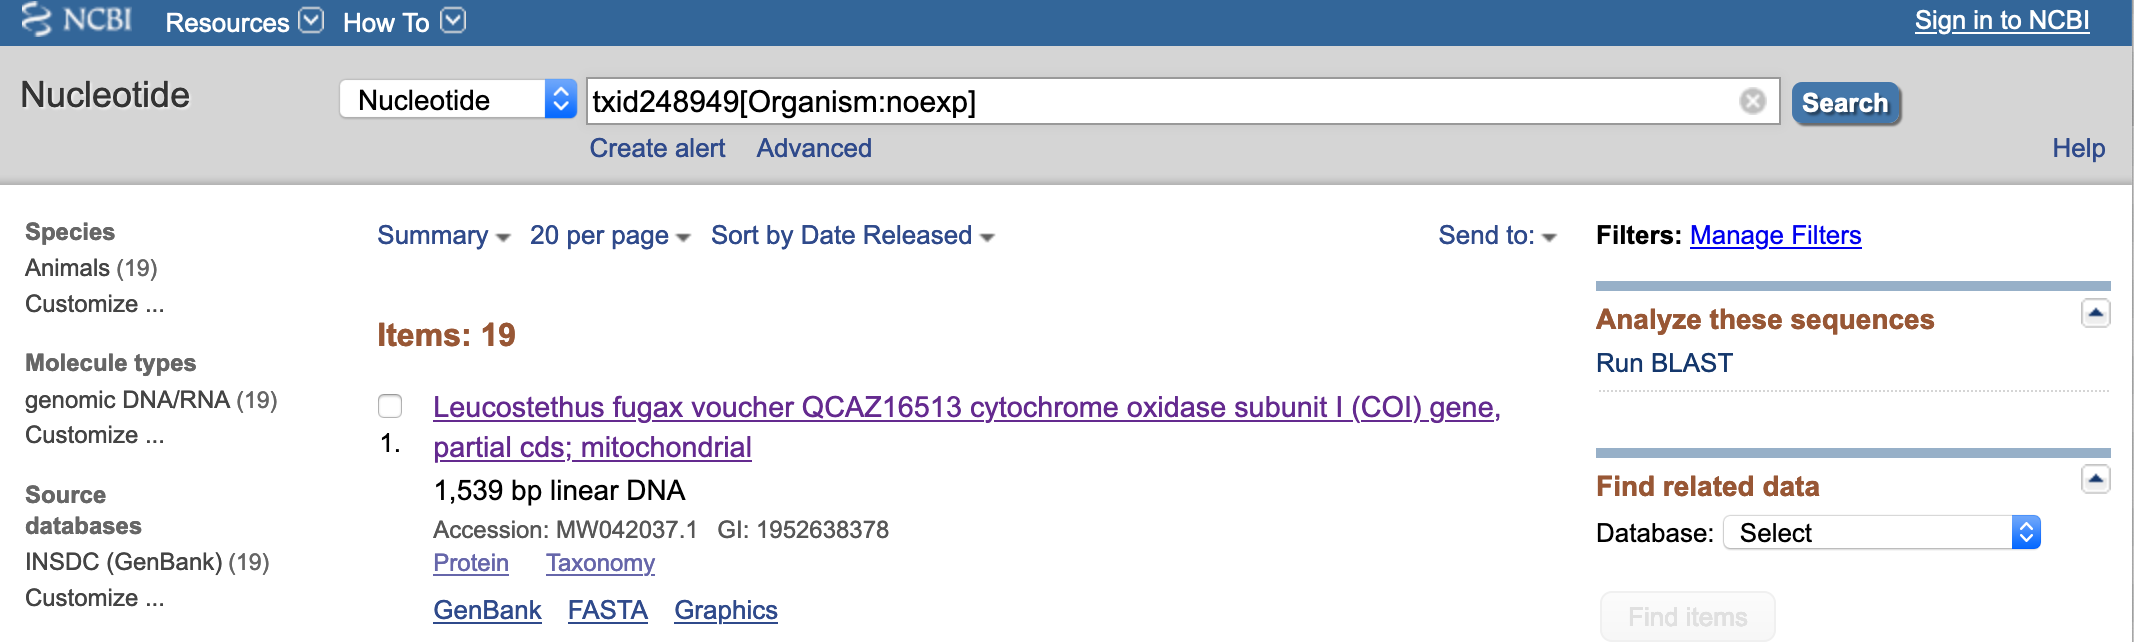 NCBI Resources How To Sign in to NCBI
Nucleotide Nucleotide txid248949[Organism:noexp] Search
Create alert Advanced Help
Species
Animals (19)
Customize ...
Molecule types
genomic DNA/RNA (19)
Customize ...
Source
databases
INSDC (GenBank) (19)
Customize ...
Summary 20 per page Sort by Date Released Send to:
Items: 19
Leucostethus fugax voucher QCAZ16513 cytochrome oxidase subunit I (COI) gene,
1. partial cds; mitochondrial
1,539 bp linear DNA
Accession: MW042037.1 GI: 1952638378
Protein Taxonomy
GenBank FASTA Graphics
Filters: Manage Filters
Analyze these sequences
Run BLAST
Find related data
Database: Select
Find items